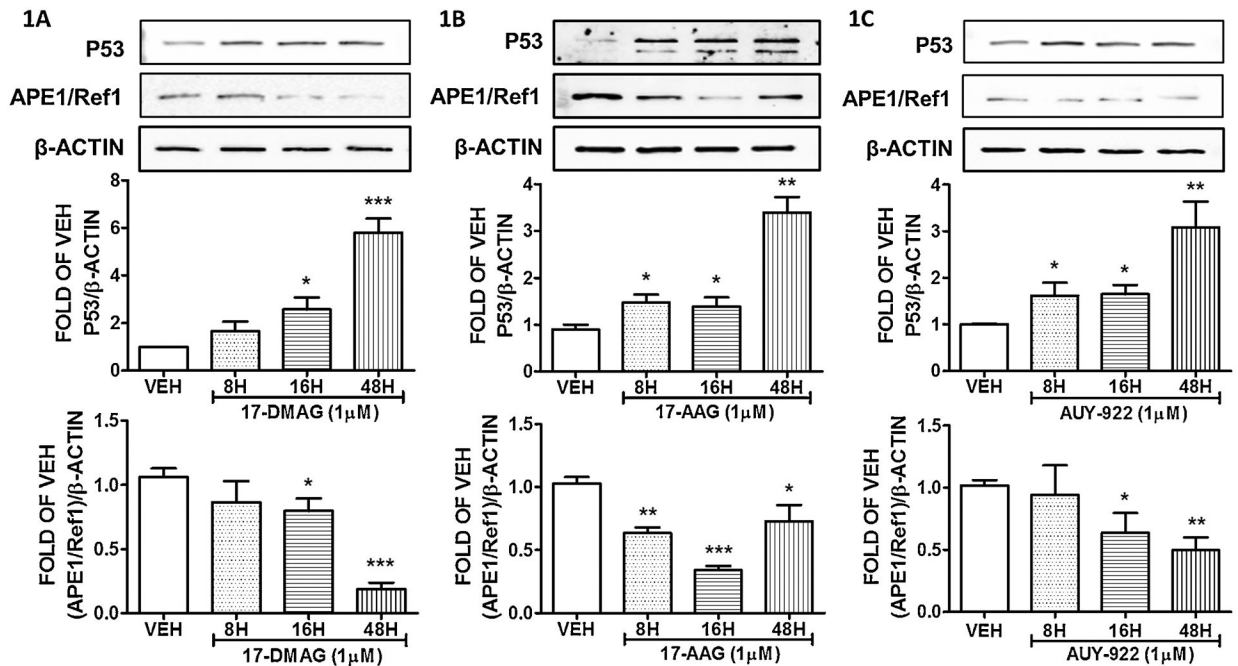 1A
P53
APE1/Ref1
β-ACTIN
FOLD OF VEH
P53/β-ACTIN
8
6
4
2
0
*
***
VEH
8H
16H
48H
17-DMAG (1μM)
FOLD OF VEH
(APE1/Ref1)/β-ACTIN
1.5
1.0
0.5
0.0
*
***
VEH
8H
16H
48H
17-DMAG (1μM)
1B
P53
APE1/Ref1
β-ACTIN
FOLD OF VEH
P53/β-ACTIN
4
3
2
1
0
*
*
**
VEH
8H
16H
48H
17-AAG (1μM)
FOLD OF VEH
(APE1/Ref1)/β-ACTIN
1.5
1.0
0.5
0.0
**
***
*
VEH
8H
16H
48H
17-AAG (1μM)
1C
P53
APE1/Ref1
β-ACTIN
FOLD OF VEH
P53/β-ACTIN
4
3
2
1
0
*
*
**
VEH
8H
16H
48H
AUY-922 (1μM)
FOLD OF VEH
(APE1/Ref1)/β-ACTIN
1.5
1.0
0.5
0.0
*
**
VEH
8H
16H
48H
AUY-922 (1μM)